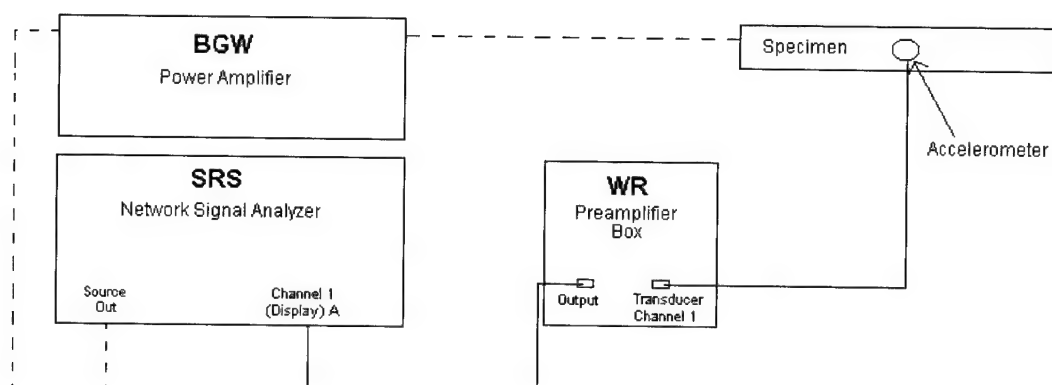 BGW
Power Amplifier
Specimen
Accelerometer
SRS
Network Signal Analyzer
Source
Out
Channel 1
(Display) A
WR
Preamplifier
Box
Output
Transducer
Channel 1